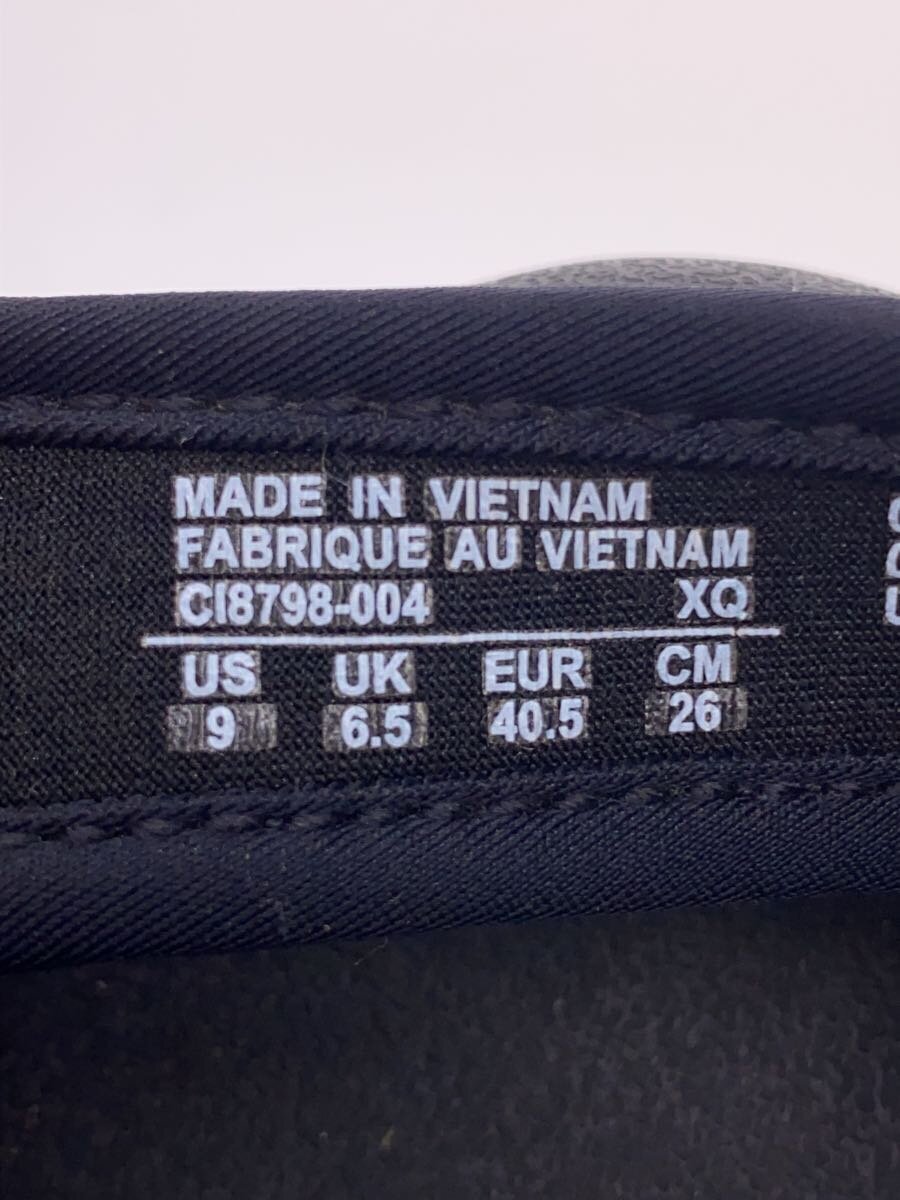 MADE IN VIETNAM
FABRIQUE AU VIETNAM
CI8798-004 XQ
US UK EUR CM
9 6.5 40.5 26